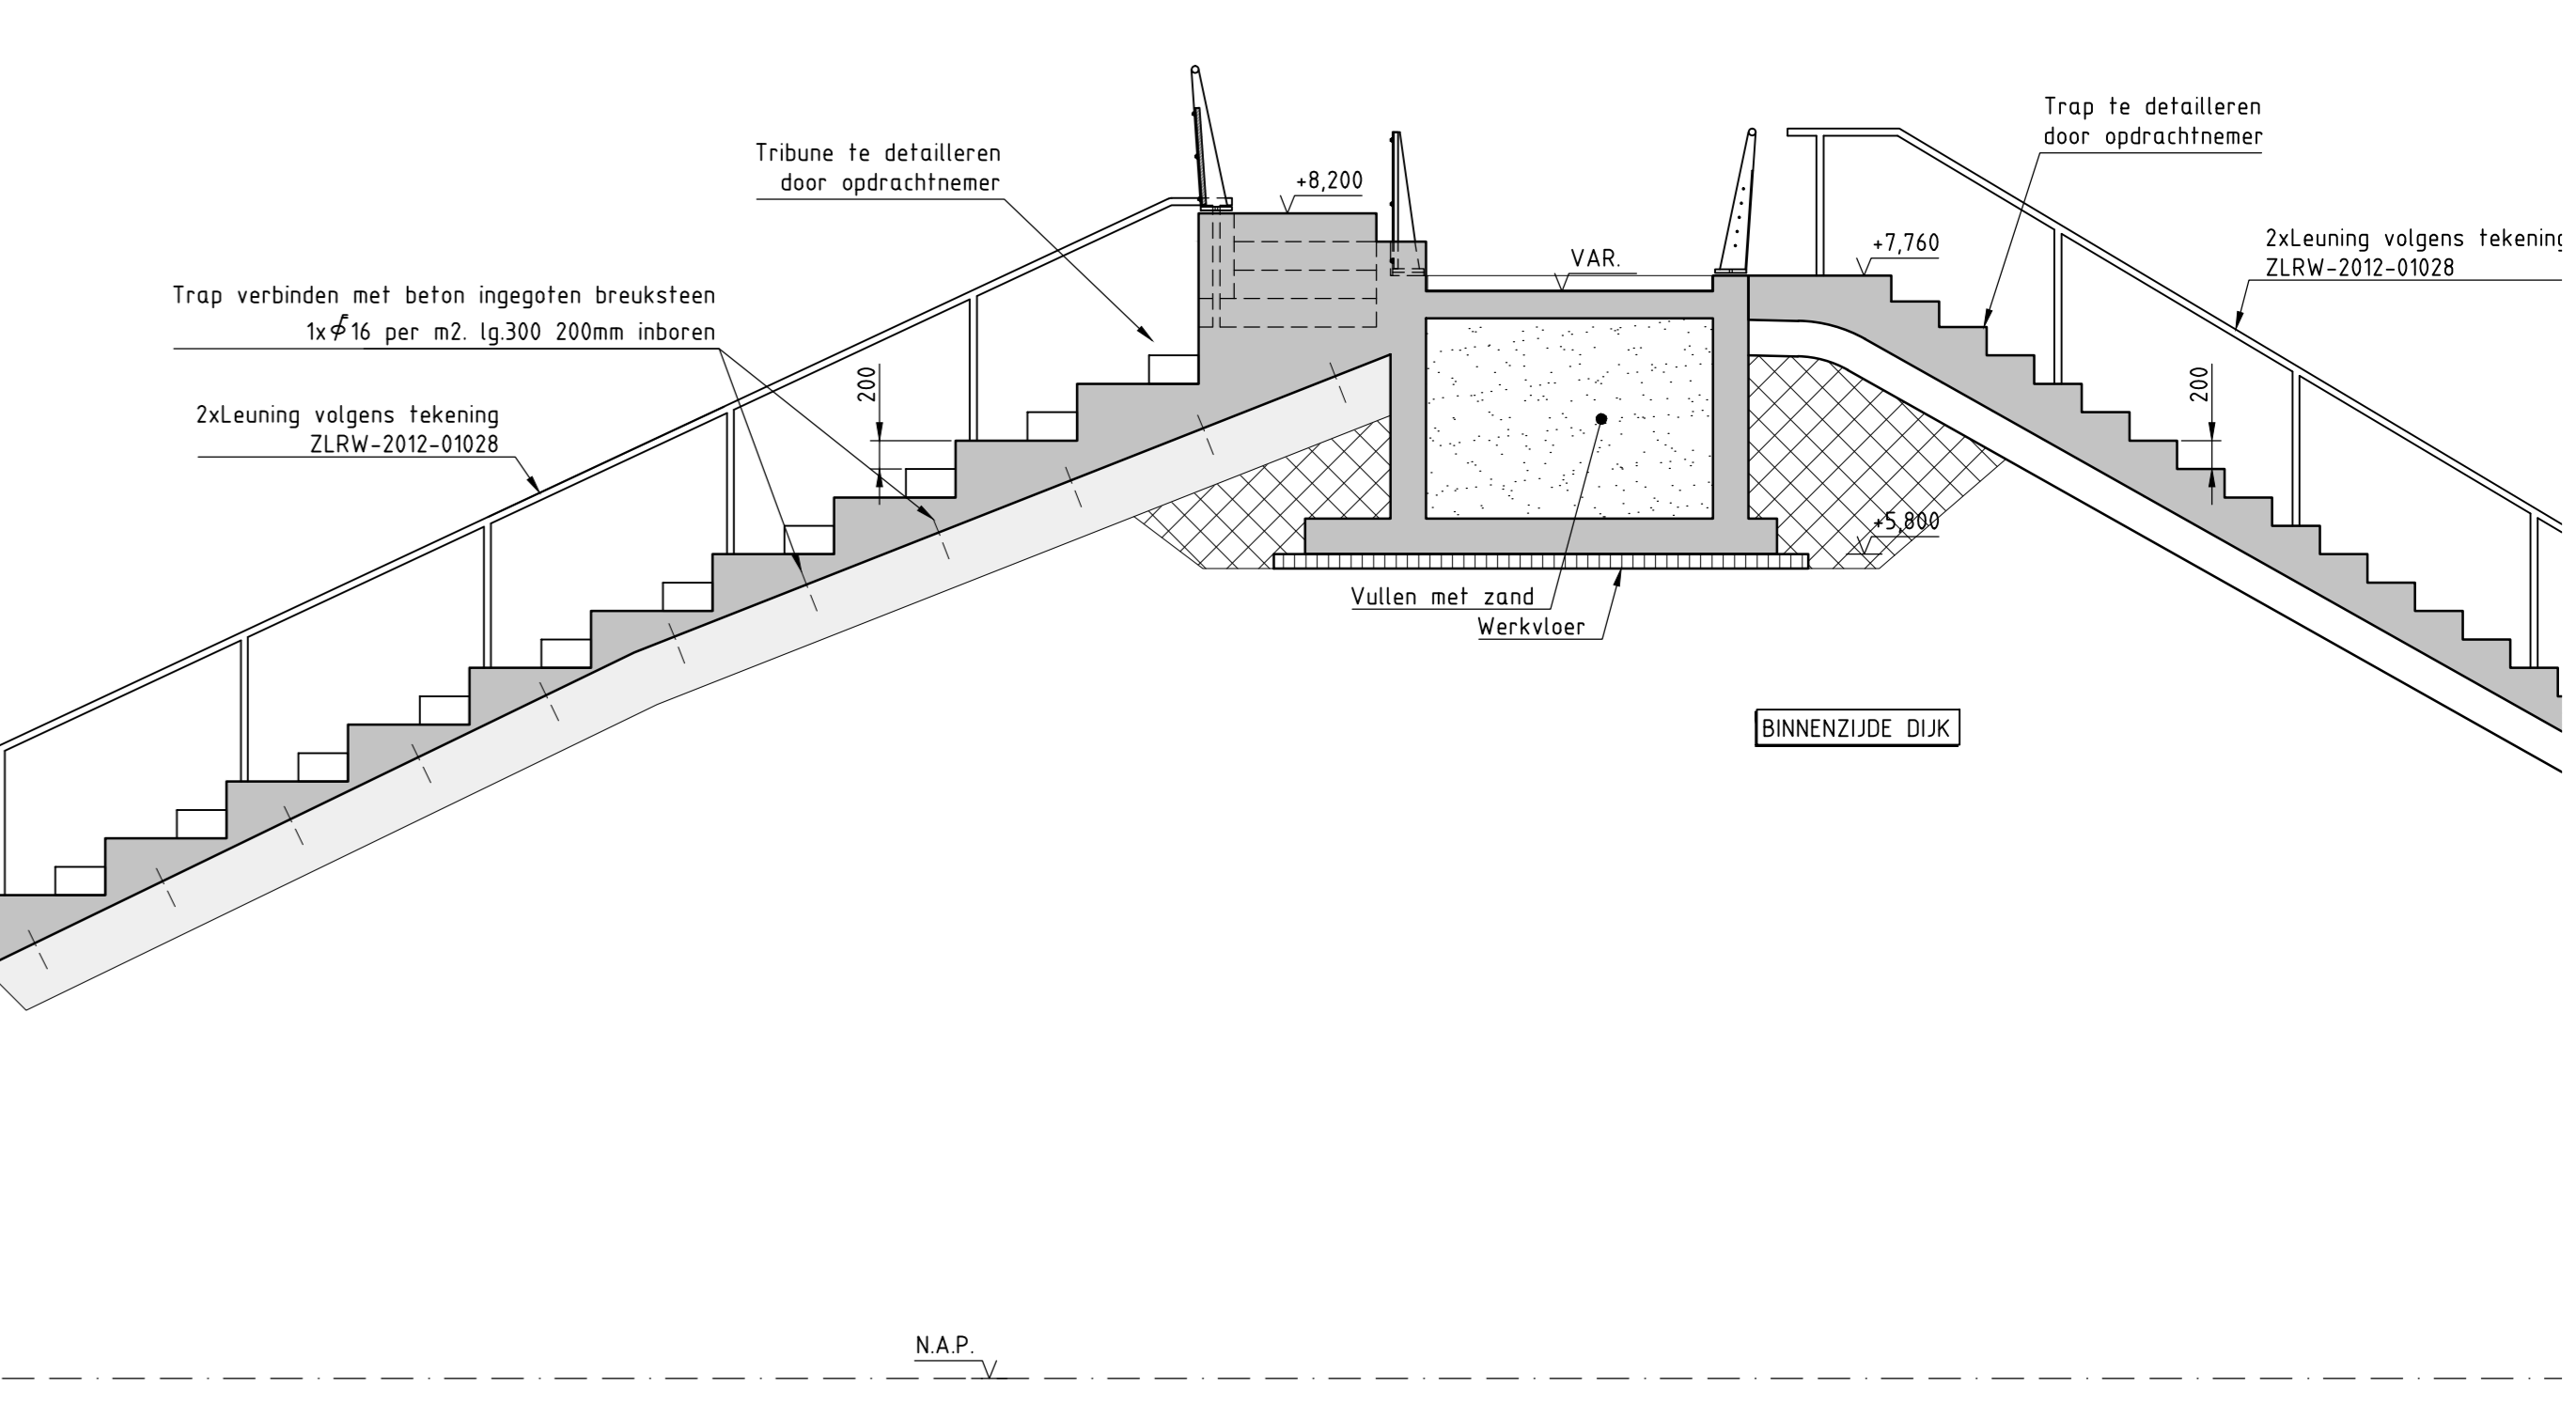 Trap te detailleren
door opdrachtnemer
Tribune te detailleren
door opdrachtnemer
+8,200
+7,760
VAR.
2xLeuning volgens tekening
ZLRW-2012-01028
Trap verbinden met beton ingegoten breuksteen
1x⌀16 per m2. lg.300 200mm inboren
200
200
2xLeuning volgens tekening
ZLRW-2012-01028
+5,800
Vullen met zand
Werkvloer
BINNENZIJDE DIJK
N.A.P.